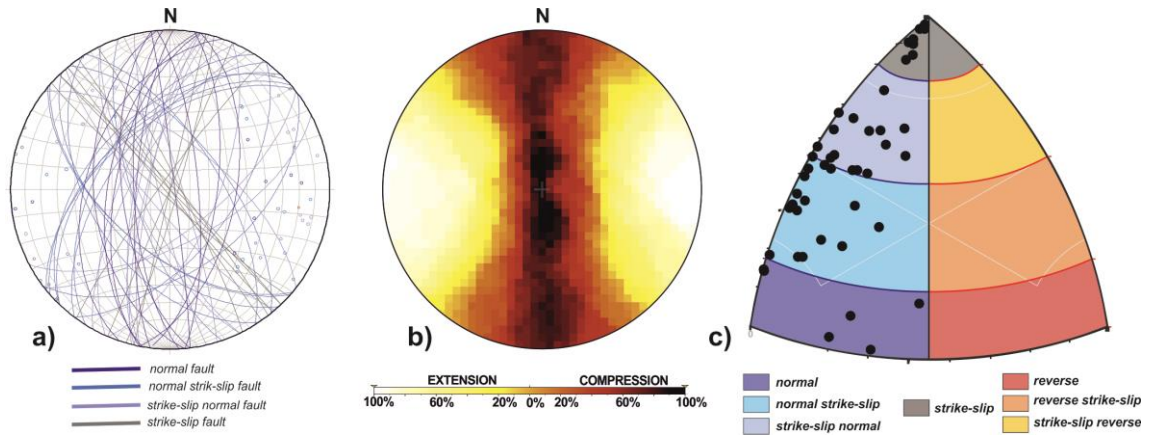 N
a)
normal fault
normal strik-slip fault
strike-slip normal fault
strike-slip fault
N
b)
EXTENSION COMPRESSION
100% 60% 20% 0% 20% 60% 100%
c)
normal
normal strike-slip
strike-slip normal
strike-slip
reverse
reverse strike-slip
strike-slip reverse